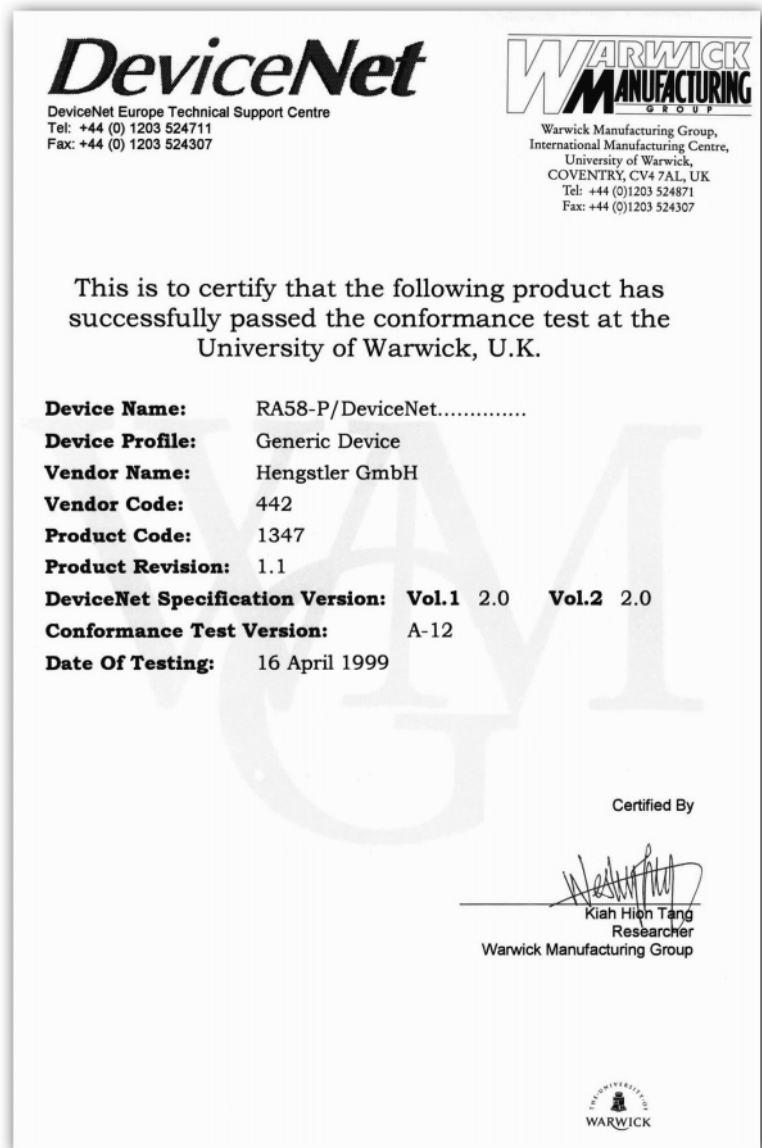 DeviceNet
DeviceNet Europe Technical Support Centre
Tel: +44 (0) 1203 524711
Fax: +44 (0) 1203 524307
WARWICK
MANUFACTURING
GROUP
Warwick Manufacturing Group,
International Manufacturing Centre,
University of Warwick,
COVENTRY, CV4 7AL, UK
Tel: +44 (0)1203 524871
Fax: +44 (0)1203 524307
This is to certify that the following product has
successfully passed the conformance test at the
University of Warwick, U.K.
Device Name: RA58-P/DeviceNet..............
Device Profile: Generic Device
Vendor Name: Hengstler GmbH
Vendor Code: 442
Product Code: 1347
Product Revision: 1.1
DeviceNet Specification Version: Vol.1 2.0 Vol.2 2.0
Conformance Test Version: A-12
Date Of Testing: 16 April 1999
WMG
Certified By
Kiah Hion Tang
Researcher
Warwick Manufacturing Group
THE UNIVERSITY OF
WARWICK